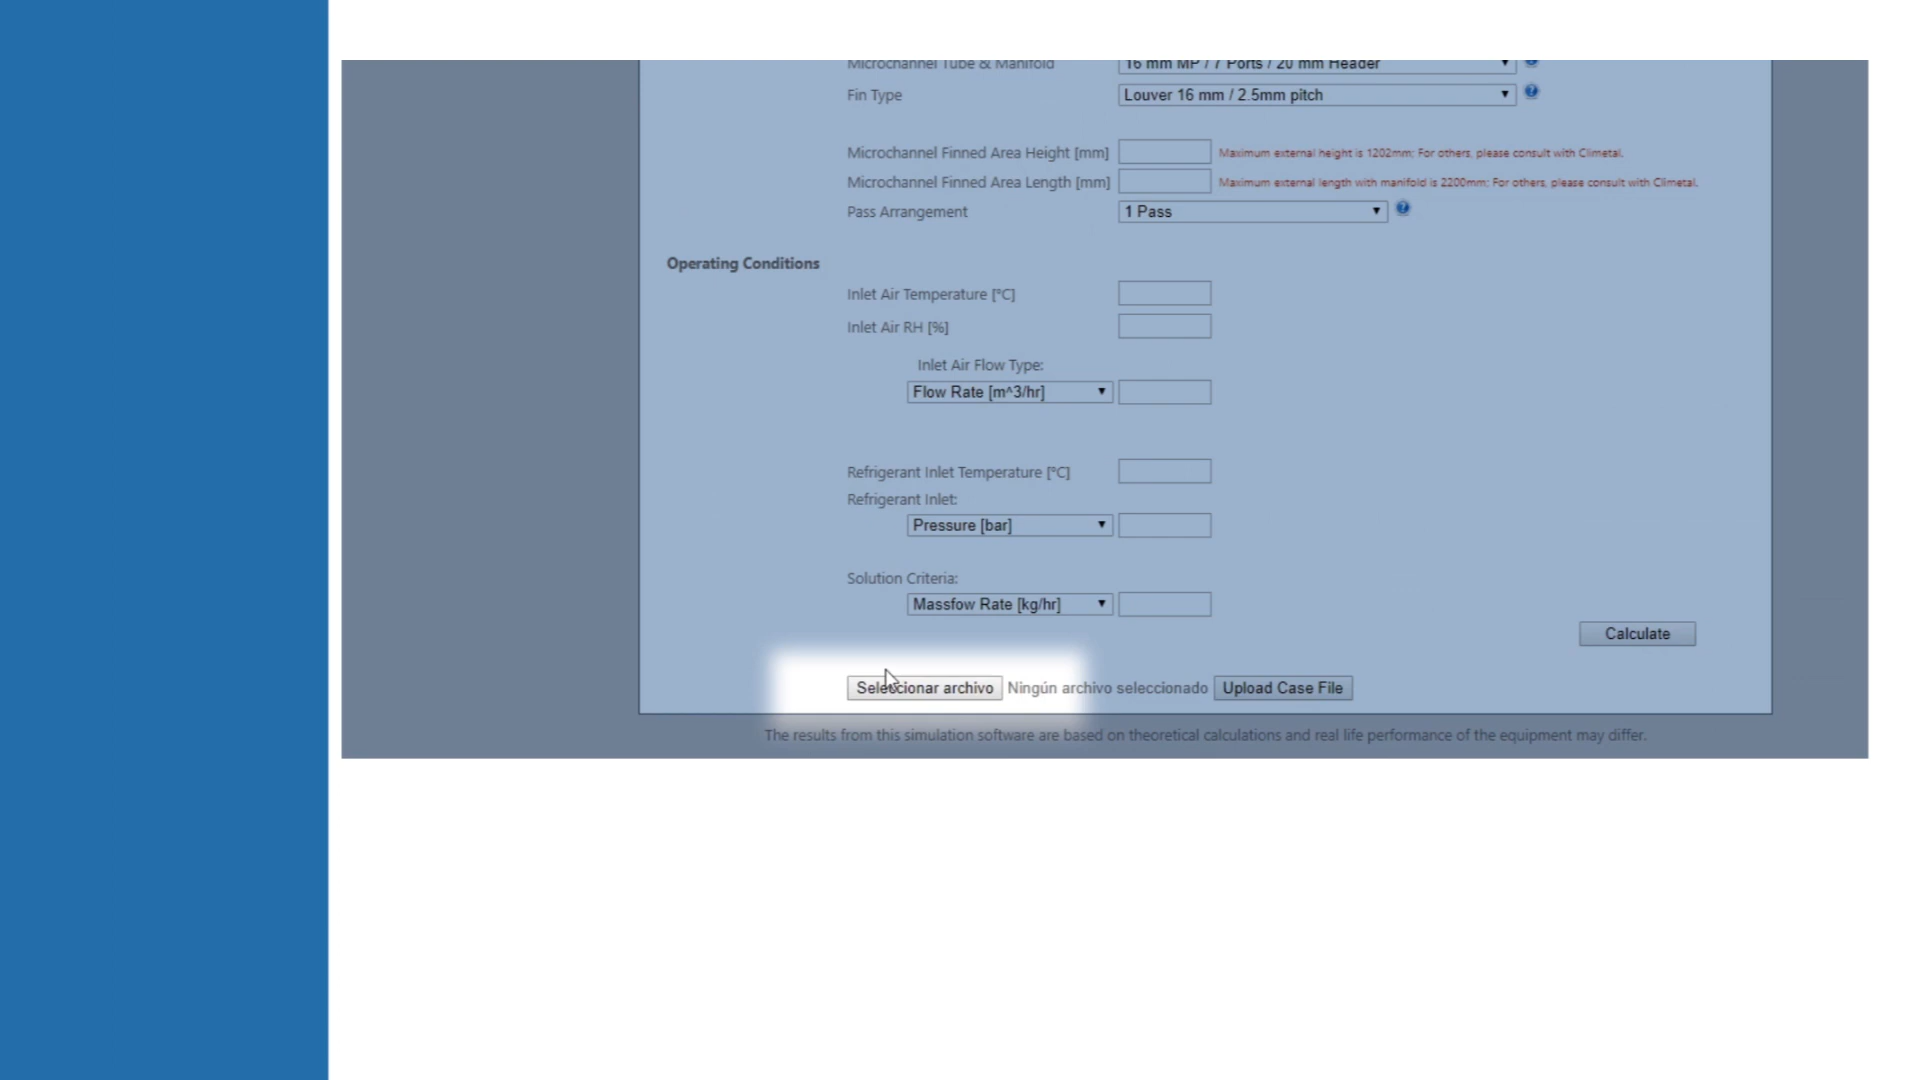 Microchannel Tube & Manifold 16 mm MP / 7 Ports / 20 mm Header
Fin Type Louver 16 mm / 2.5mm pitch
Microchannel Finned Area Height [mm] Maximum external height is 1202mm; For others, please consult with Climetal.
Microchannel Finned Area Length [mm] Maximum external length with manifold is 2200mm; For others, please consult with Climetal.
Pass Arrangement 1 Pass
Operating Conditions
Inlet Air Temperature [°C]
Inlet Air RH [%]
Inlet Air Flow Type:
Flow Rate [m^3/hr]
Refrigerant Inlet Temperature [°C]
Refrigerant Inlet:
Pressure [bar]
Solution Criteria:
Massfow Rate [kg/hr]
Calculate
Seleccionar archivo Ningún archivo seleccionado Upload Case File
The results from this simulation software are based on theoretical calculations and real life performance of the equipment may differ.